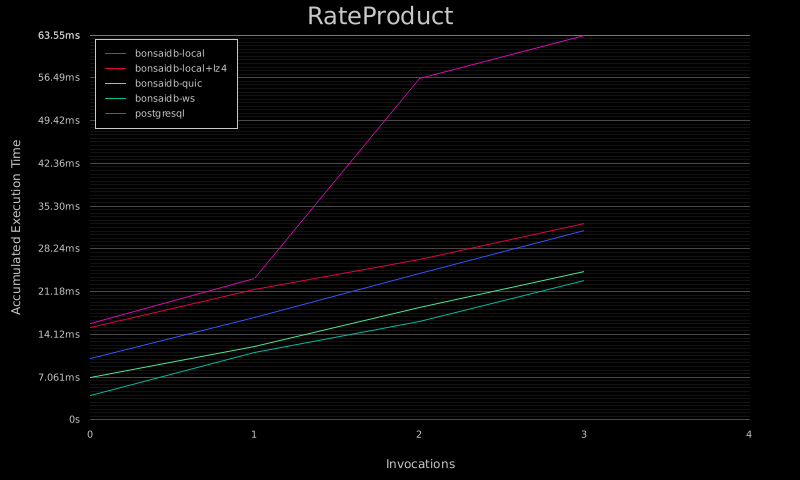 RateProduct
63.55ms
56.49ms
49.42ms
42.36ms
35.30ms
28.24ms
21.18ms
14.12ms
7.061ms
0s
bonsaidb-local
bonsaidb-local+lz4
bonsaidb-quic
bonsaidb-ws
postgresql
Accumulated Execution Time
0 1 2 3 4
Invocations